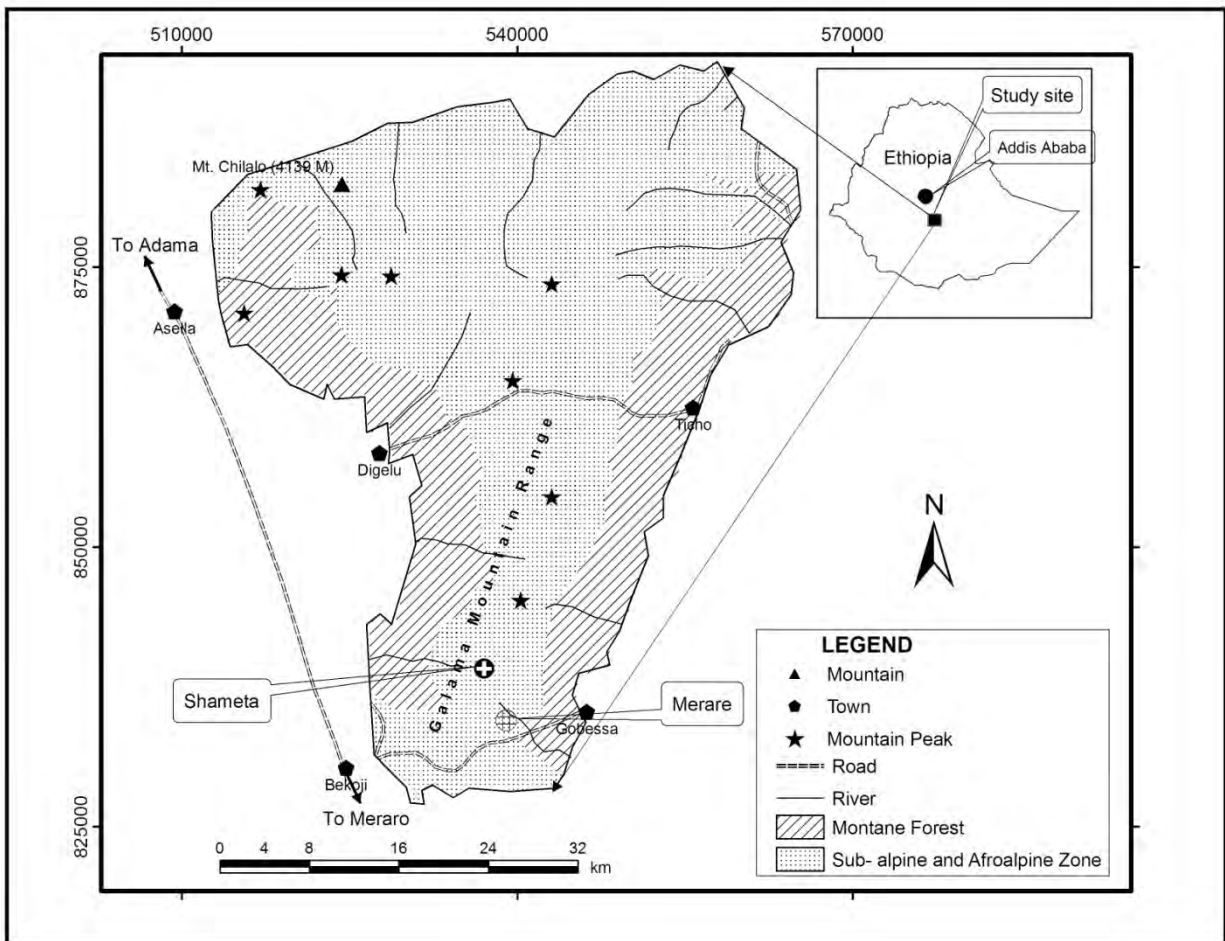 510000
540000
570000
Study site
Addis Ababa
Ethiopia
Mt. Chilalo (4139 M)
To Adama
875000
Asella
Ticho
Digelu
Galama Mountain Range
850000
N
Shameta
Merare
Gobessa
Bekoji
To Meraro
825000
0 4 8 16 24 32
km
LEGEND
Mountain
Town
Mountain Peak
Road
River
Montane Forest
Sub- alpine and Afroalpine Zone